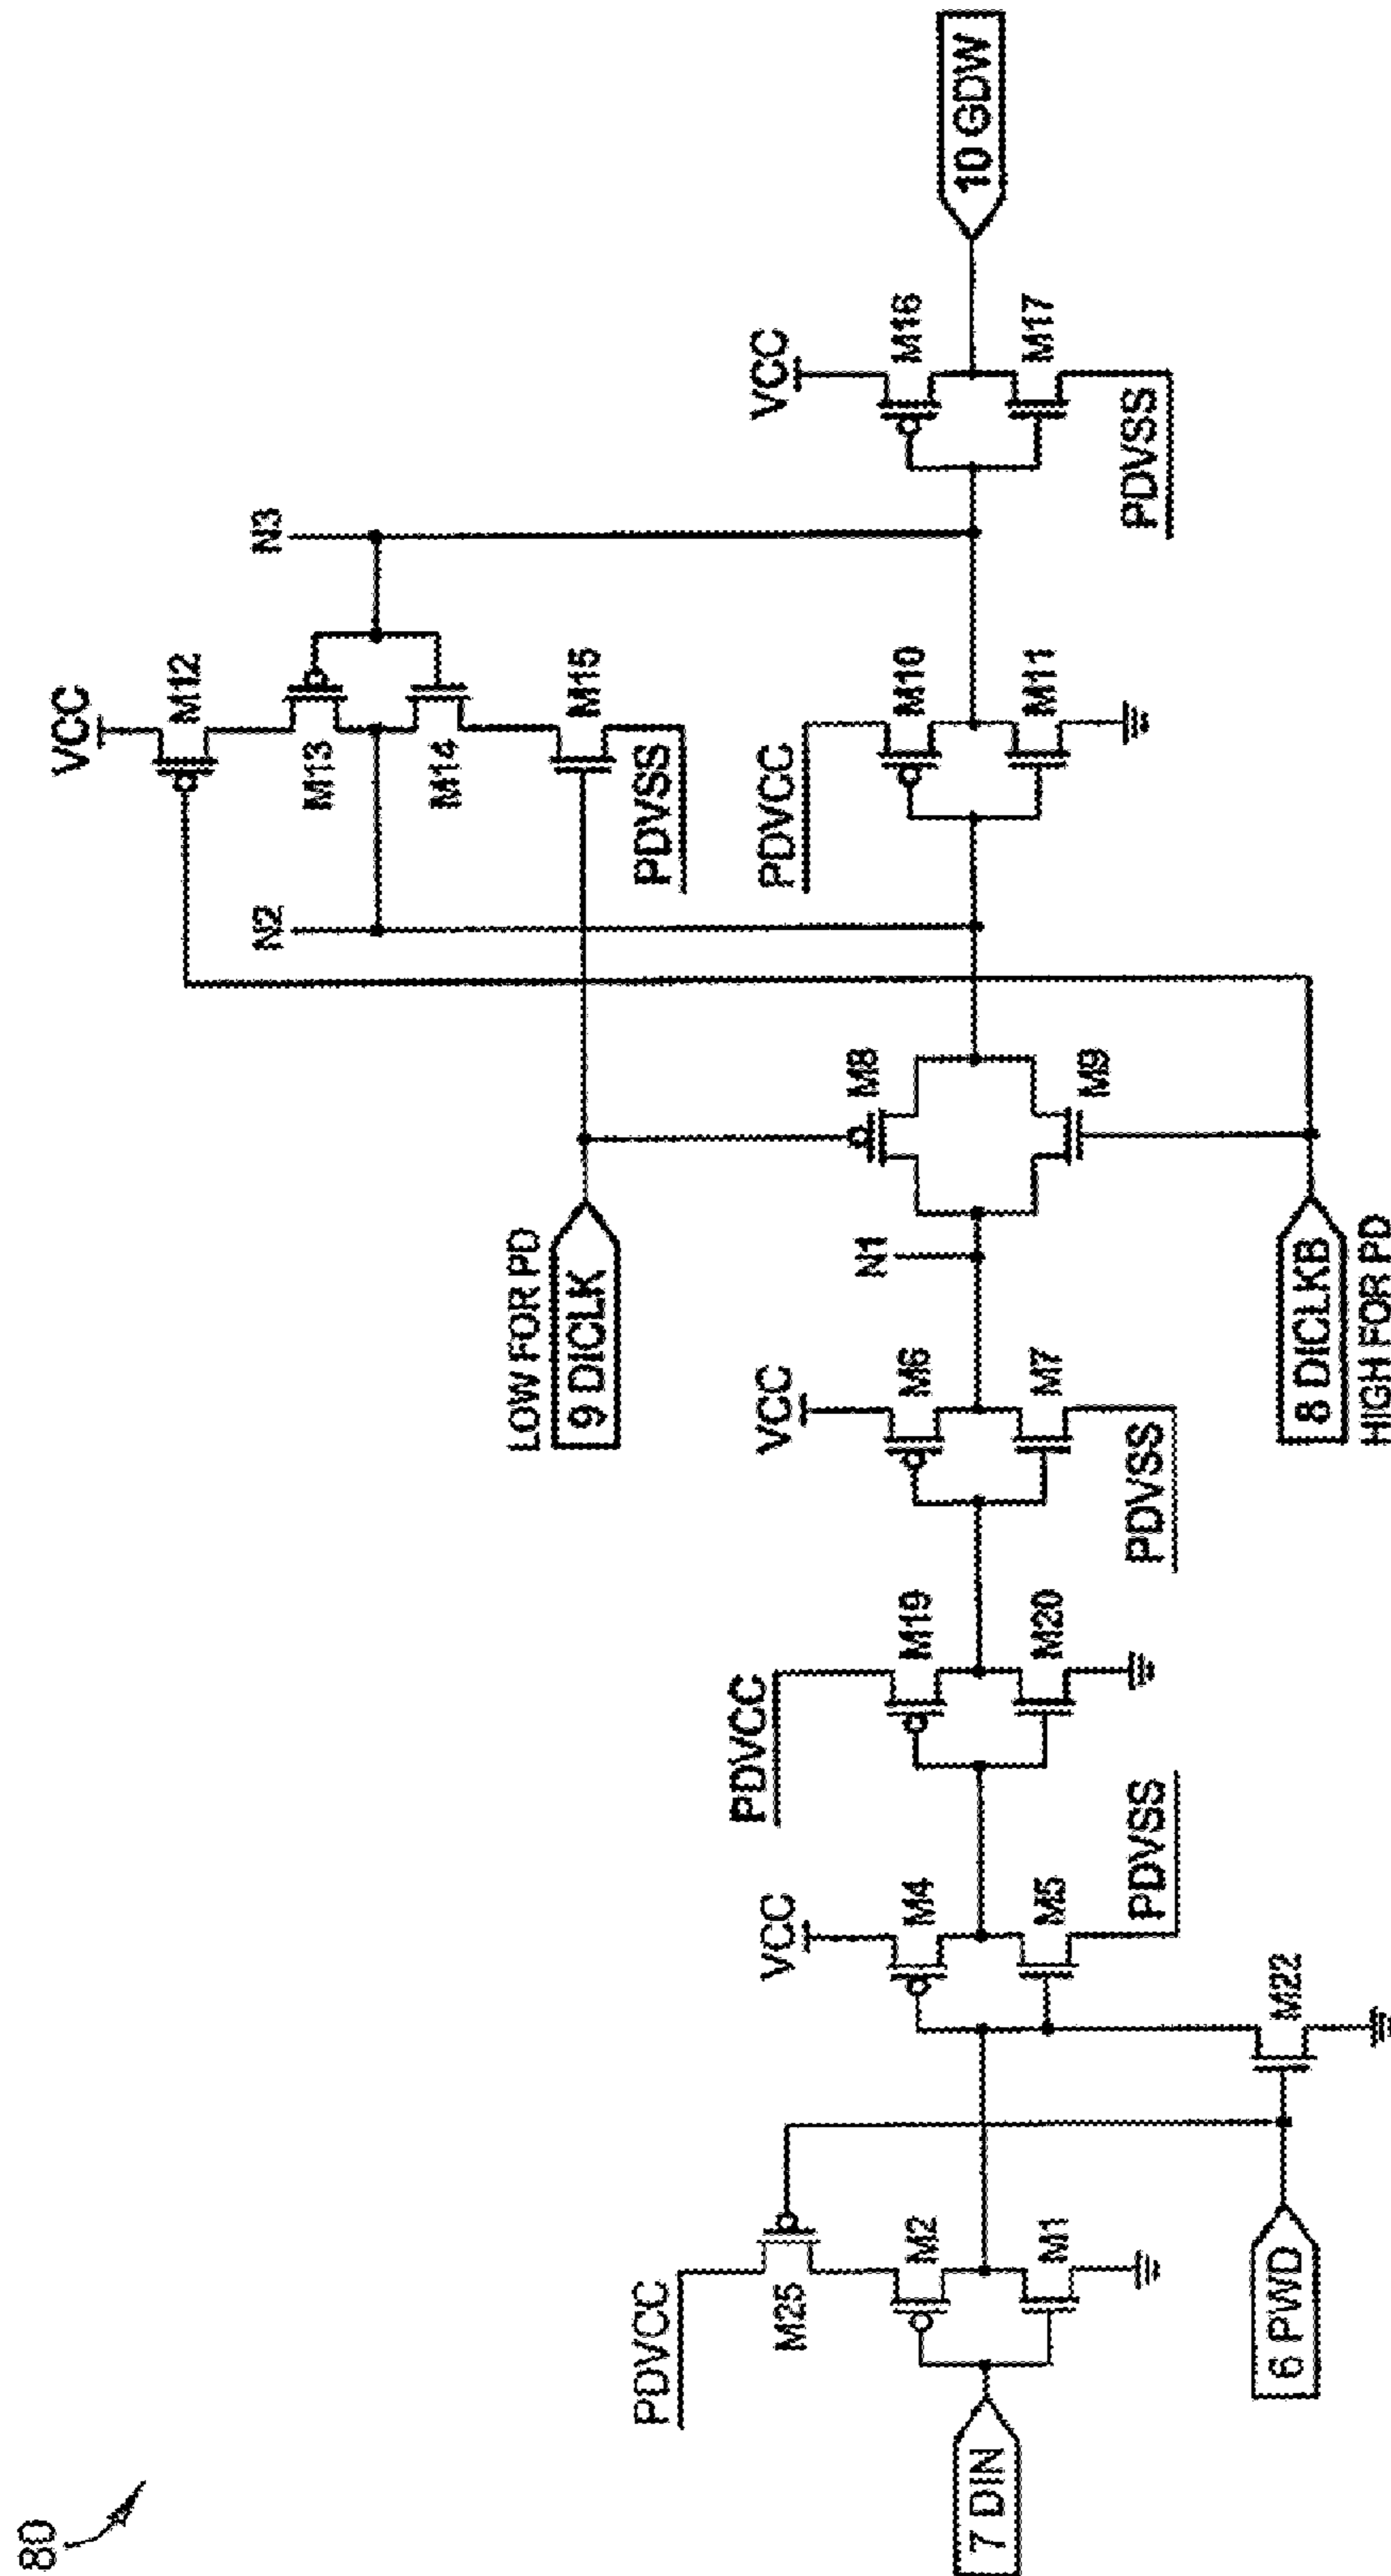 80
7 DIN
6 PWD
PDVCC
M25
M2
M1
M22
VCC
M4
M5
PDVSS
PDVCC
M19
M20
VCC
M6
M7
PDVSS
N1
LOW FOR PD
9 DICLK
8 DICLKB
HIGH FOR PD
M8
M9
N2
VCC
M12
M13
M14
M15
PDVSS
PDVCC
M10
M11
N3
VCC
M16
M17
PDVSS
10 GDW